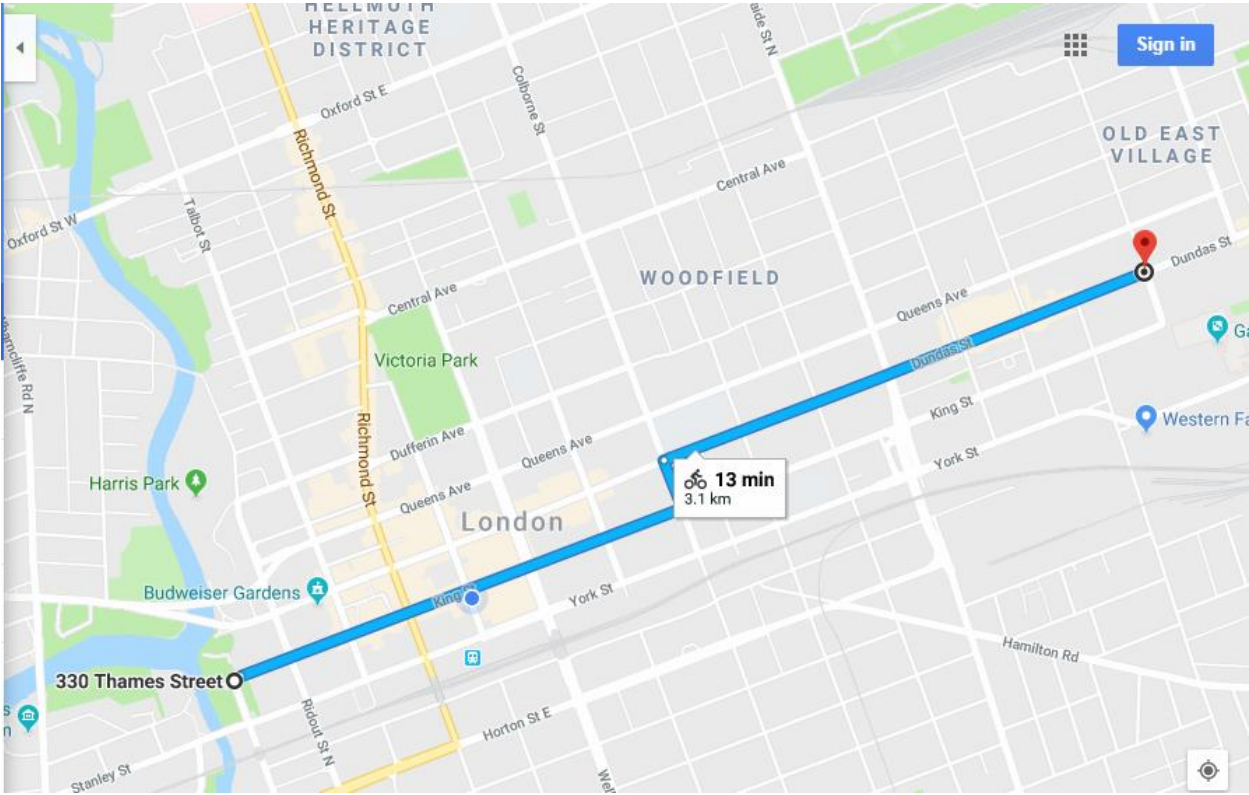 HELLMUTH
HERITAGE
DISTRICT
Sign in
Oxford St E
Colborne St
Richmond St
OLD EAST
VILLAGE
Central Ave
Talbot St
Oxford St W
Dundas St
WOODFIELD
Central Ave
Queens Ave
Victoria Park
Dundas St
King St
Western Fa
Richmond St
Dufferin Ave
Queens Ave
York St
Harris Park
Queens Ave
13 min
3.1 km
London
Budweiser Gardens
King St
York St
Hamilton Rd
330 Thames Street
Ridout St N
Horton St E
Stanley St